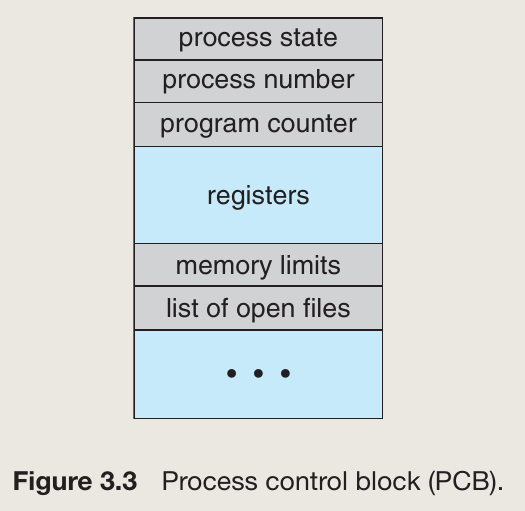 process state
process number
program counter
registers
memory limits
list of open files
• • •
Figure 3.3 Process control block (PCB).